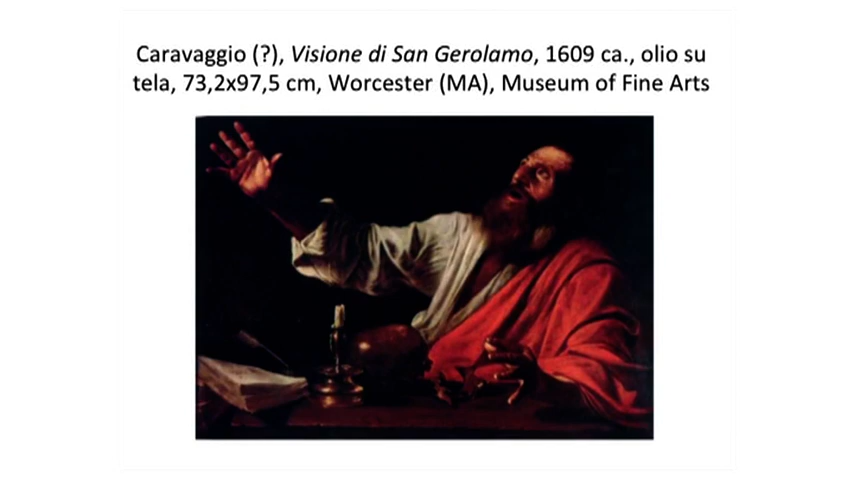 Caravaggio (?), Visione di San Gerolamo, 1609 ca., olio su
tela, 73,2x97,5 cm, Worcester (MA), Museum of Fine Arts